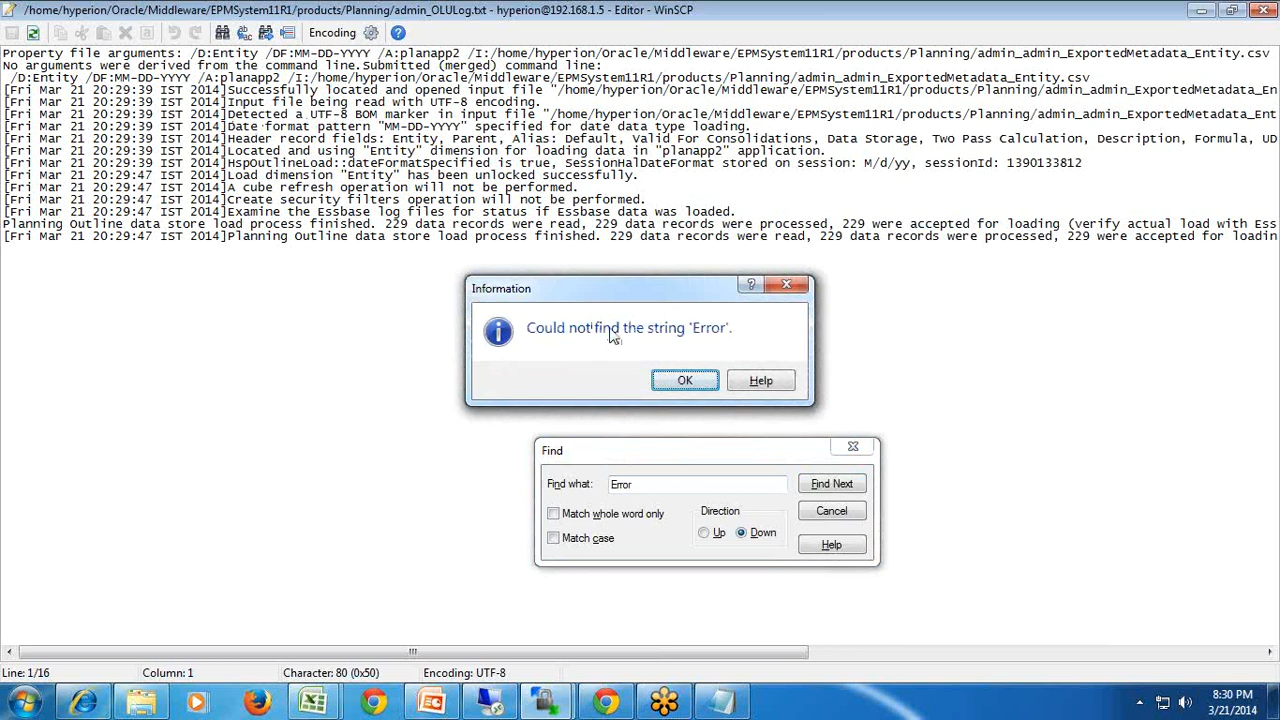 /home/hyperion/Oracle/Middleware/EPMSystem11R1/products/Planning/admin_OLULog.txt - hyperion@192.168.1.5 - Editor - WinSCP
Encoding
Property file arguments: /D:Entity /DF:MM-DD-YYYY /A:planapp2 /I:/home/hyperion/Oracle/Middleware/EPMSystem11R1/products/Planning/admin_admin_ExportedMetadata_Entity.csv
No arguments were derived from the command line.Submitted (merged) command line:
/D:Entity /DF:MM-DD-YYYY /A:planapp2 /I:/home/hyperion/Oracle/Middleware/EPMSystem11R1/products/Planning/admin_admin_ExportedMetadata_Entity.csv
[Fri Mar 21 20:29:39 IST 2014]Successfully located and opened input file "/home/hyperion/Oracle/Middleware/EPMSystem11R1/products/Planning/admin_admin_ExportedMetadata_En
[Fri Mar 21 20:29:39 IST 2014]Input file being read with UTF-8 encoding.
[Fri Mar 21 20:29:39 IST 2014]Detected a UTF-8 BOM marker in input file "/home/hyperion/Oracle/Middleware/EPMSystem11R1/products/Planning/admin_admin_ExportedMetadata_Ent
[Fri Mar 21 20:29:39 IST 2014]Date format pattern "MM-DD-YYYY" specified for date data type loading.
[Fri Mar 21 20:29:39 IST 2014]Header record fields: Entity, Parent, Alias: Default, Valid For Consolidations, Data Storage, Two Pass Calculation, Description, Formula, UD
[Fri Mar 21 20:29:39 IST 2014]Located and using "Entity" dimension for loading data in "planapp2" application.
[Fri Mar 21 20:29:39 IST 2014]HspOutlineLoad::dateFormatSpecified is true, SessionHalDateFormat stored on session: M/d/yy, sessionId: 1390133812
[Fri Mar 21 20:29:47 IST 2014]Load dimension "Entity" has been unlocked successfully.
[Fri Mar 21 20:29:47 IST 2014]A cube refresh operation will not be performed.
[Fri Mar 21 20:29:47 IST 2014]Create security filters operation will not be performed.
[Fri Mar 21 20:29:47 IST 2014]Examine the Essbase log files for status if Essbase data was loaded.
Planning Outline data store load process finished. 229 data records were read, 229 data records were processed, 229 were accepted for loading (verify actual load with Ess
[Fri Mar 21 20:29:47 IST 2014]Planning Outline data store load process finished. 229 data records were read, 229 data records were processed, 229 were accepted for loadin
Information
Could not find the string 'Error'.
OK
Help
Find
Find what:
Error
Find Next
Match whole word only
Direction
Cancel
Match case
Up
Down
Help
Line: 1/16
Column: 1
Character: 80 (0x50)
Encoding: UTF-8
8:30 PM
3/21/2014